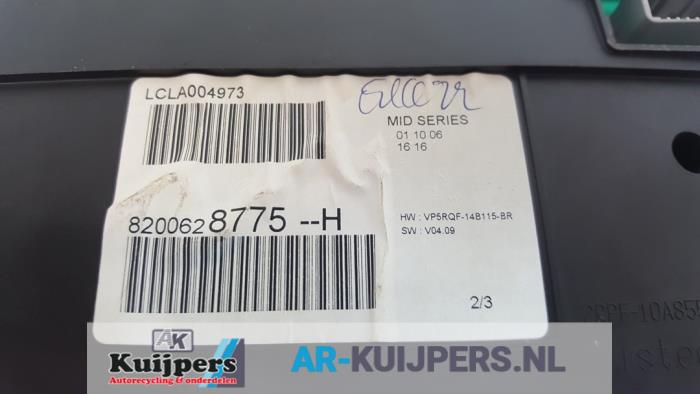 LCLA004973
MID SERIES
01 10 06
16 16
8200628775 --H
HW : VP5RQF-14B115-BR
SW : V04.09
2/3
AK
Kuijpers
Autorecycling & onderdelen
AR-KUIJPERS.NL